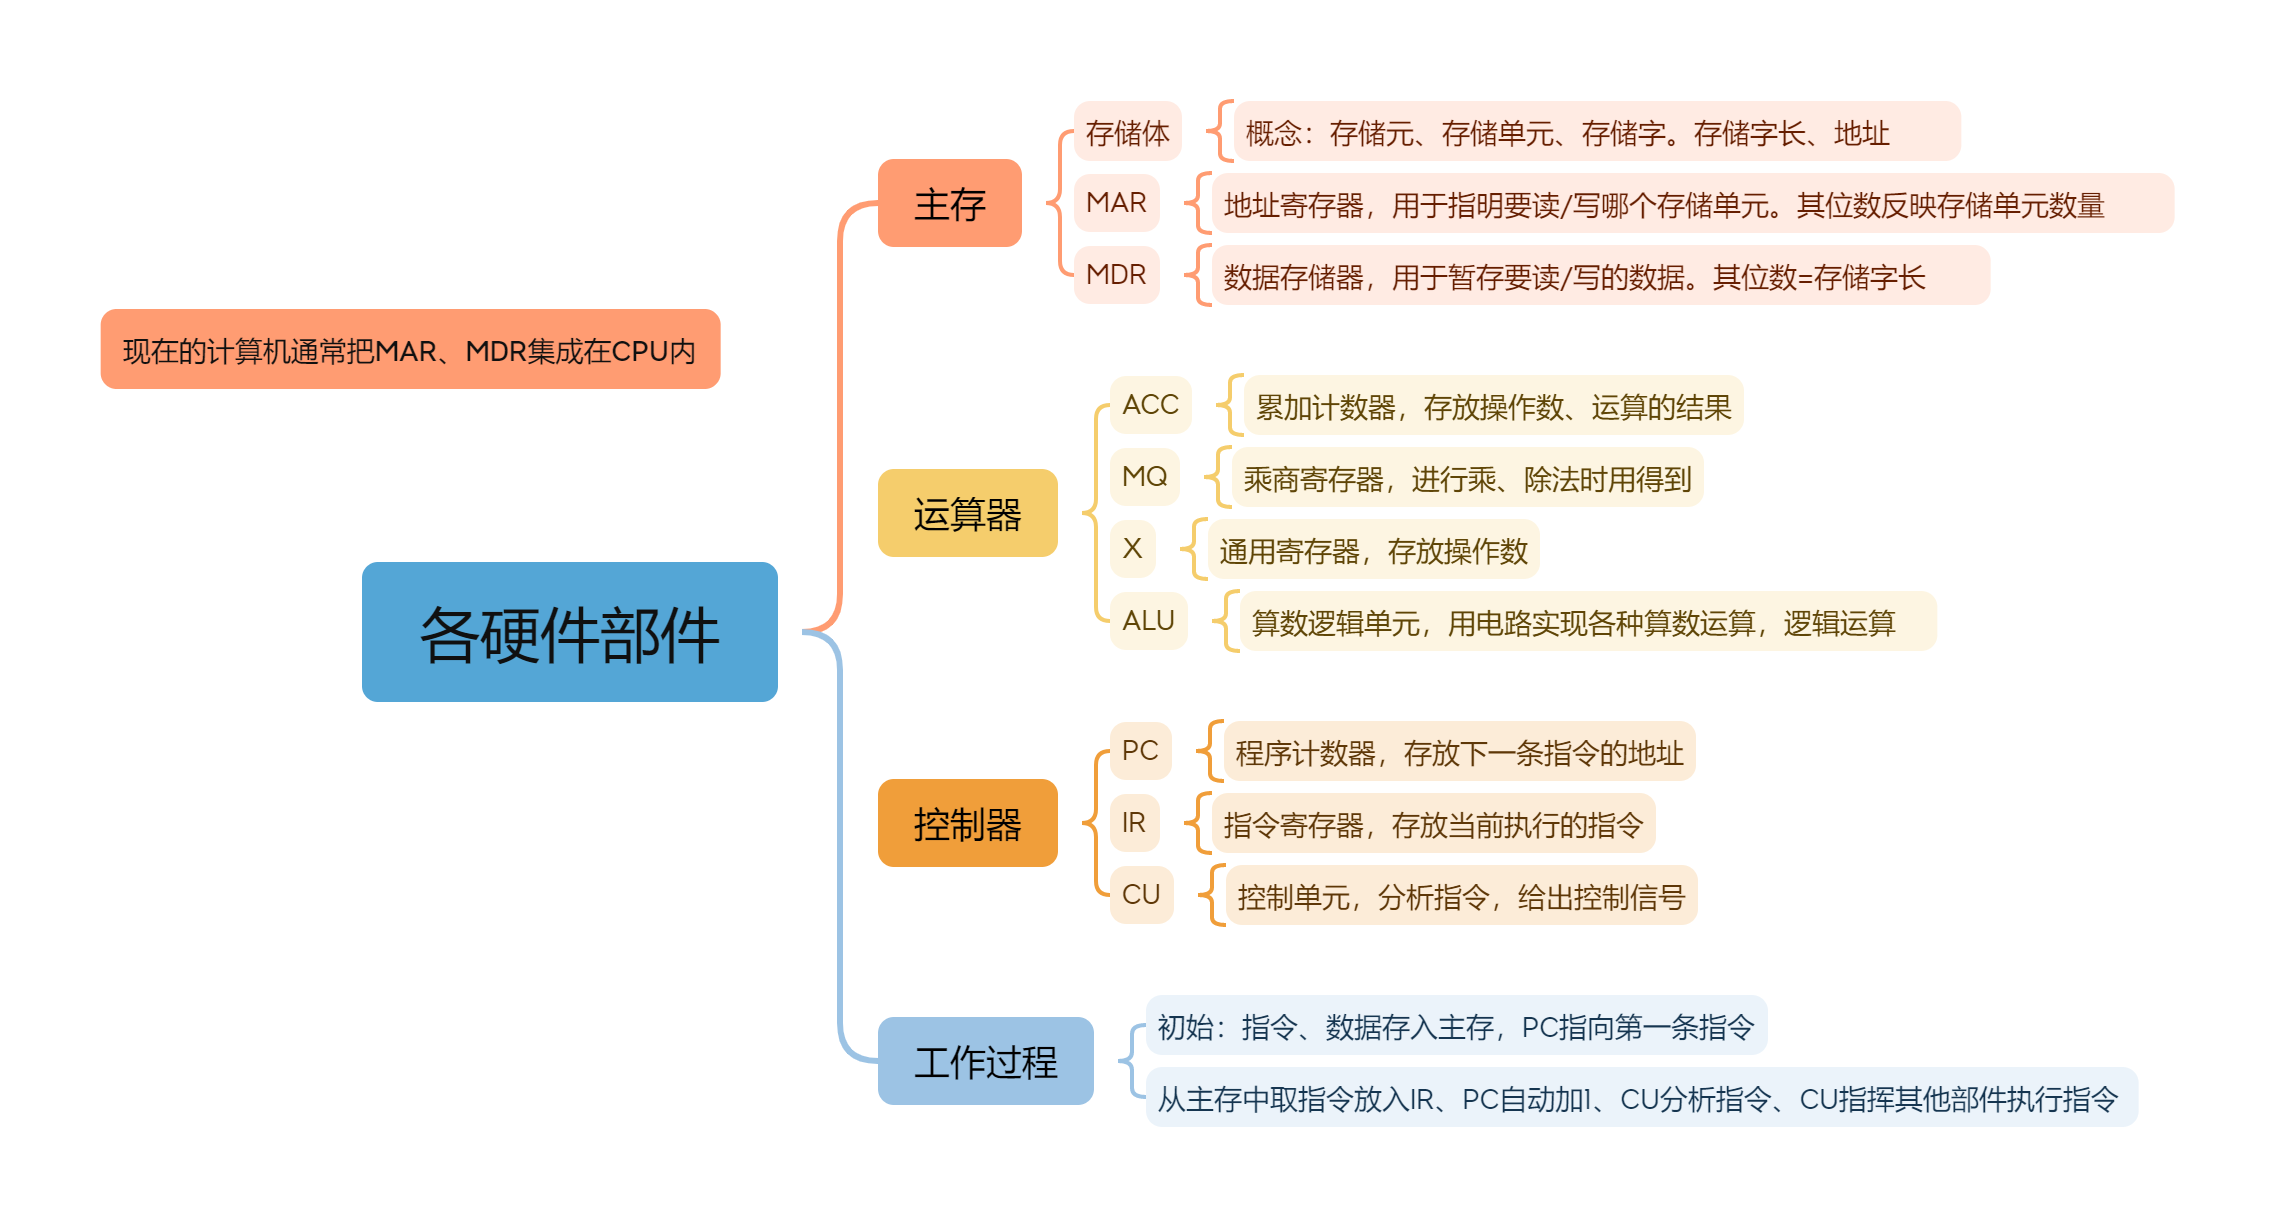 现在的计算机通常把MAR、MDR集成在CPU内
各硬件部件
主存
存储体
概念：存储元、存储单元、存储字。存储字长、地址
MAR
地址寄存器，用于指明要读/写哪个存储单元。其位数反映存储单元数量
MDR
数据存储器，用于暂存要读/写的数据。其位数=存储字长
运算器
ACC
累加计数器，存放操作数、运算的结果
MQ
乘商寄存器，进行乘、除法时用得到
X
通用寄存器，存放操作数
ALU
算数逻辑单元，用电路实现各种算数运算，逻辑运算
控制器
PC
程序计数器，存放下一条指令的地址
IR
指令寄存器，存放当前执行的指令
CU
控制单元，分析指令，给出控制信号
工作过程
初始：指令、数据存入主存，PC指向第一条指令
从主存中取指令放入IR、PC自动加1、CU分析指令、CU指挥其他部件执行指令